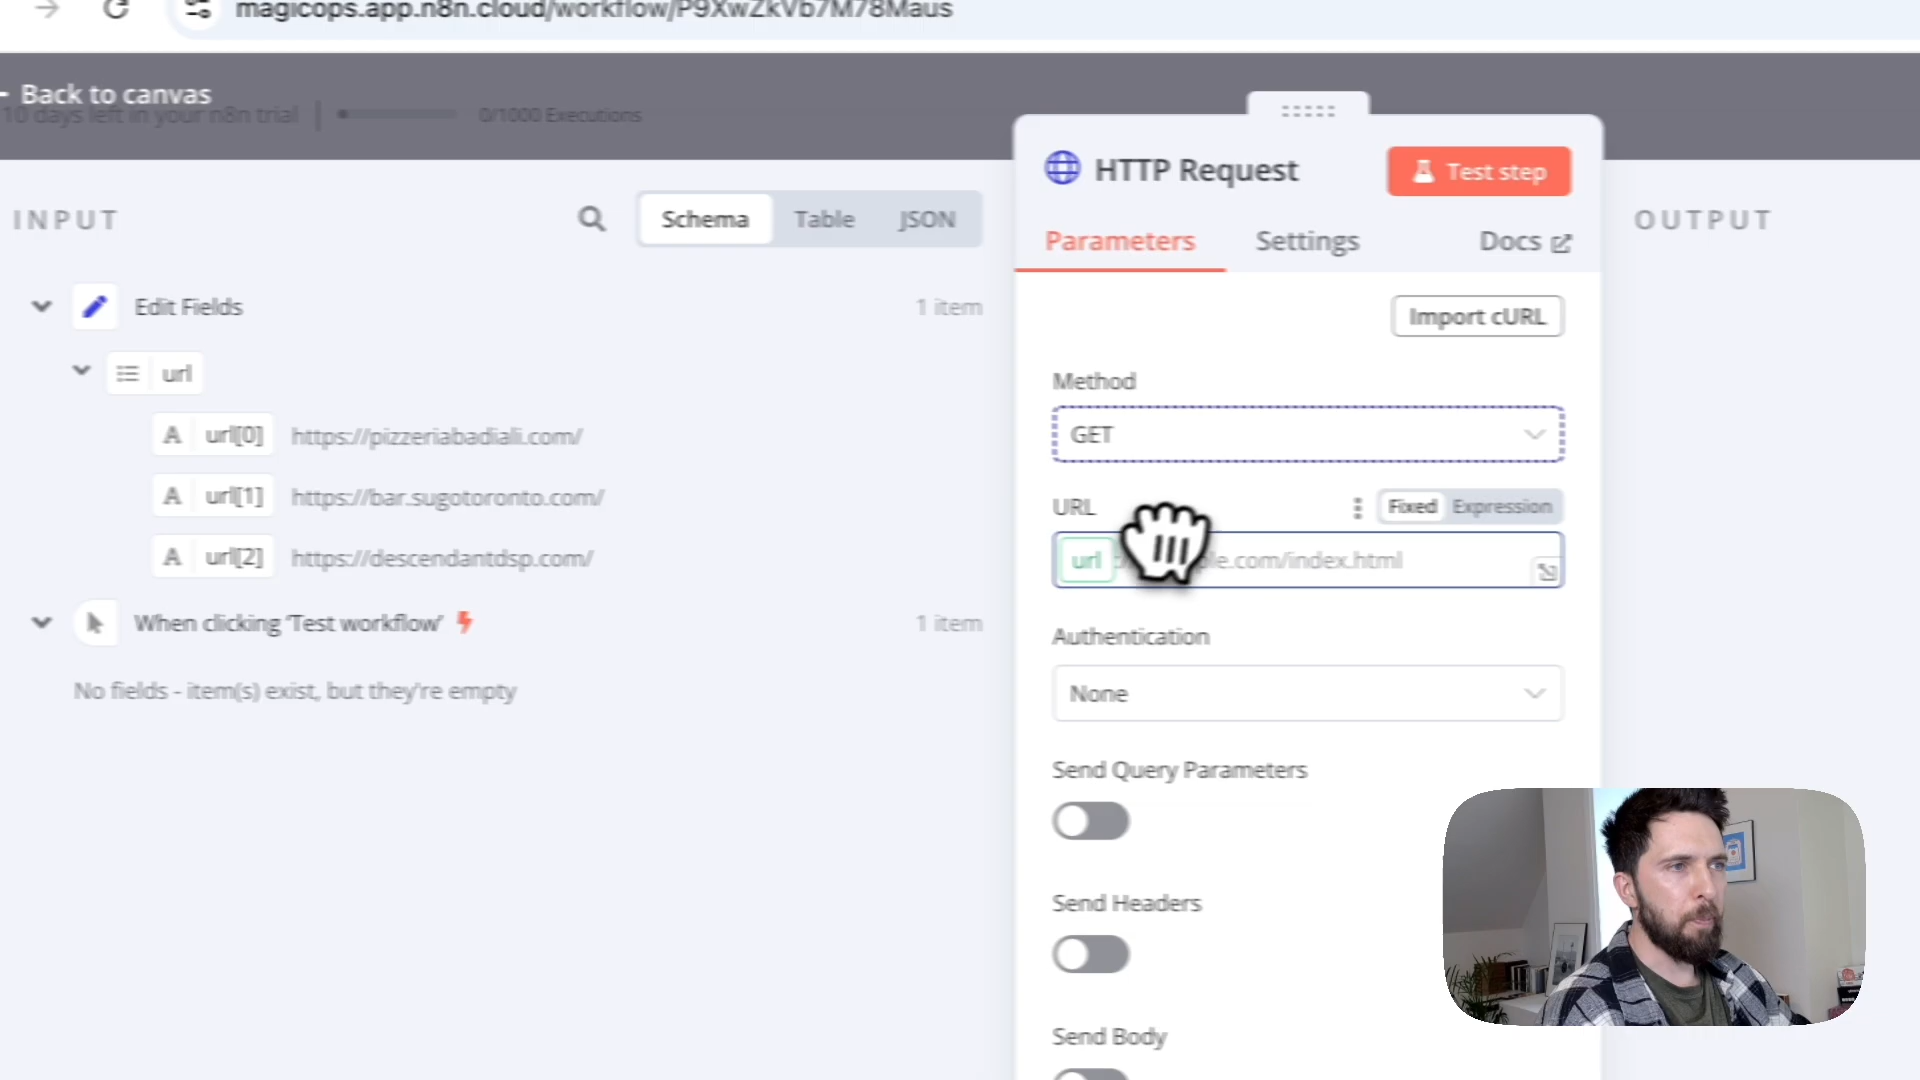 magicops.app.n8n.cloud/workflow/P9XwZkVb7M78Maus
Back to canvas
10 days left in your n8n trial
0/1000 Executions
HTTP Request
Test step
INPUT
Schema
Table
JSON
Parameters
Settings
Docs
OUTPUT
Edit Fields
1 item
Import cURL
url
Method
GET
A url[0] https://pizzeriabadiali.com/
A url[1] https://bar.sugotoronto.com/
A url[2] https://descendantdsp.com/
URL
Fixed
Expression
url
ple.com/index.html
When clicking 'Test workflow'
1 item
No fields - item(s) exist, but they're empty
Authentication
None
Send Query Parameters
Send Headers
Send Body